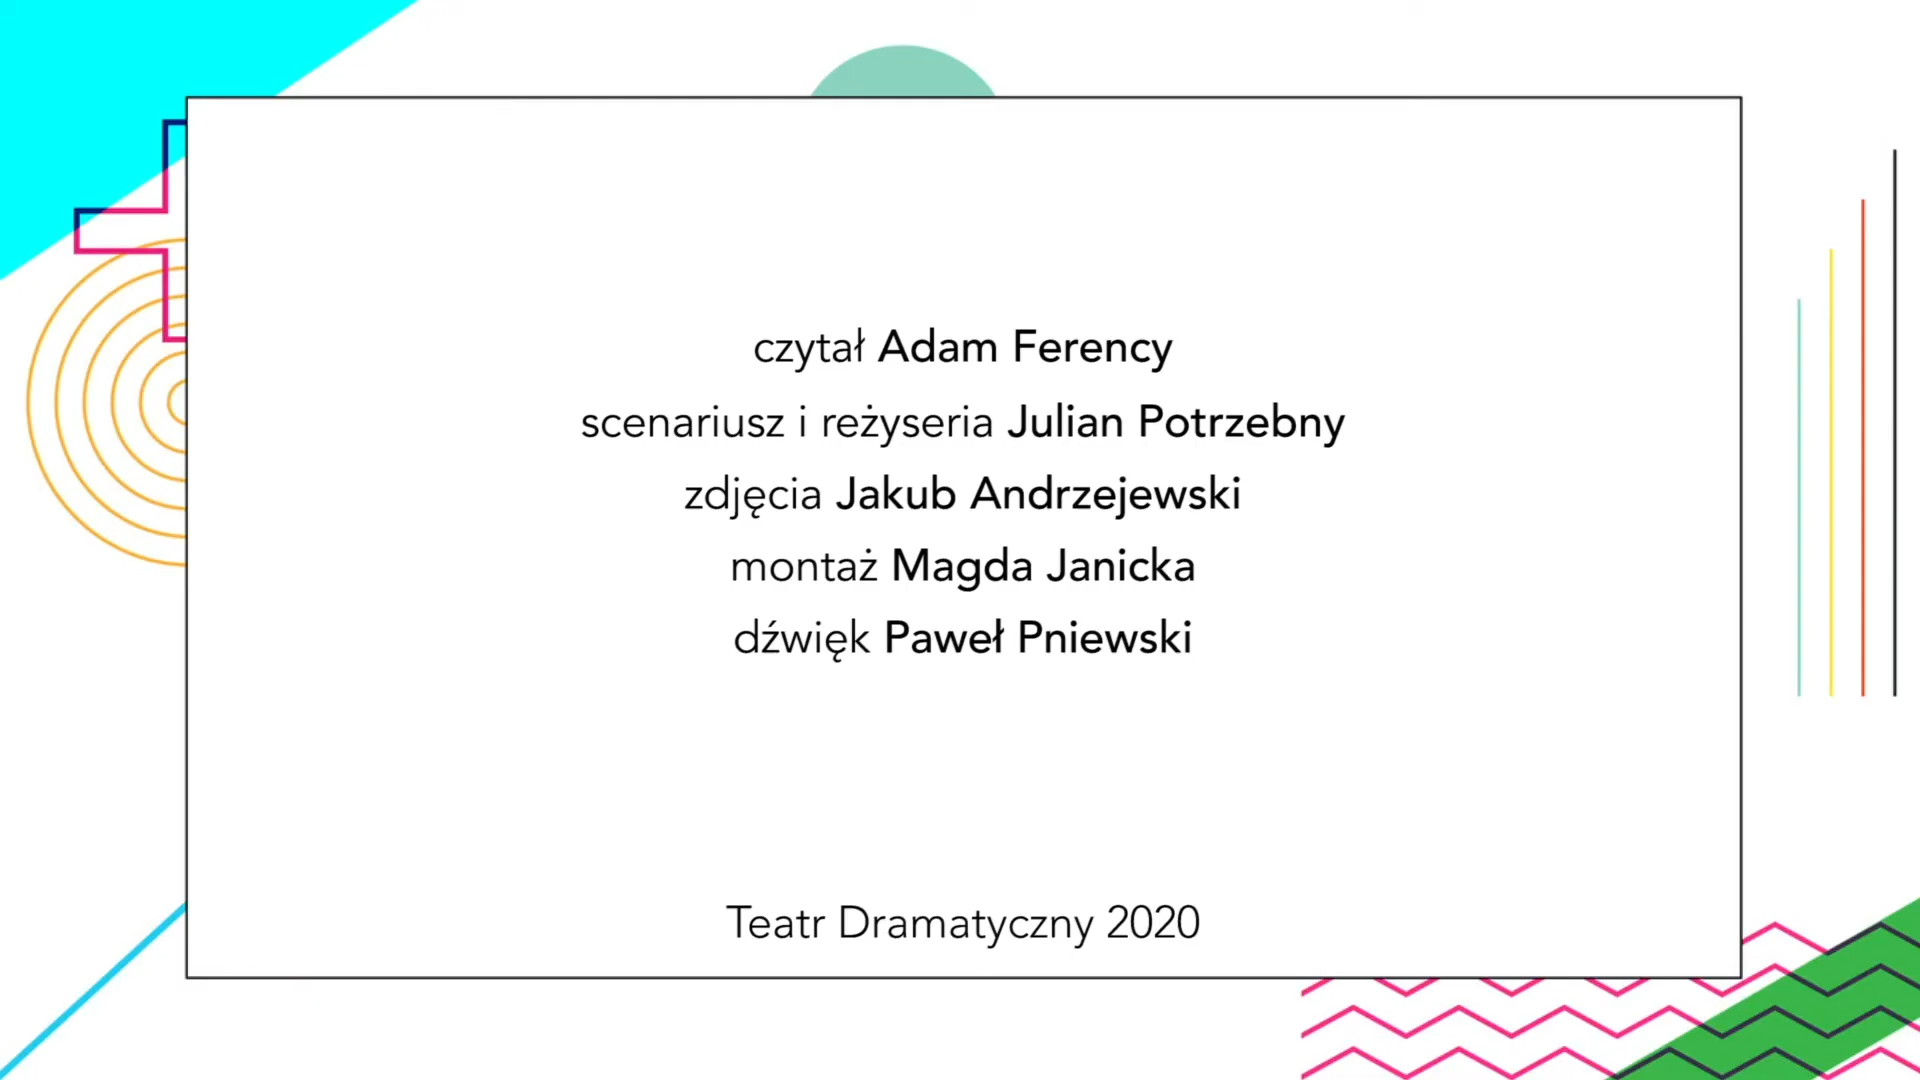 czytał Adam Ferency
scenariusz i reżyseria Julian Potrzebny
zdjęcia Jakub Andrzejewski
montaż Magda Janicka
dźwięk Paweł Pniewski
Teatr Dramatyczny 2020